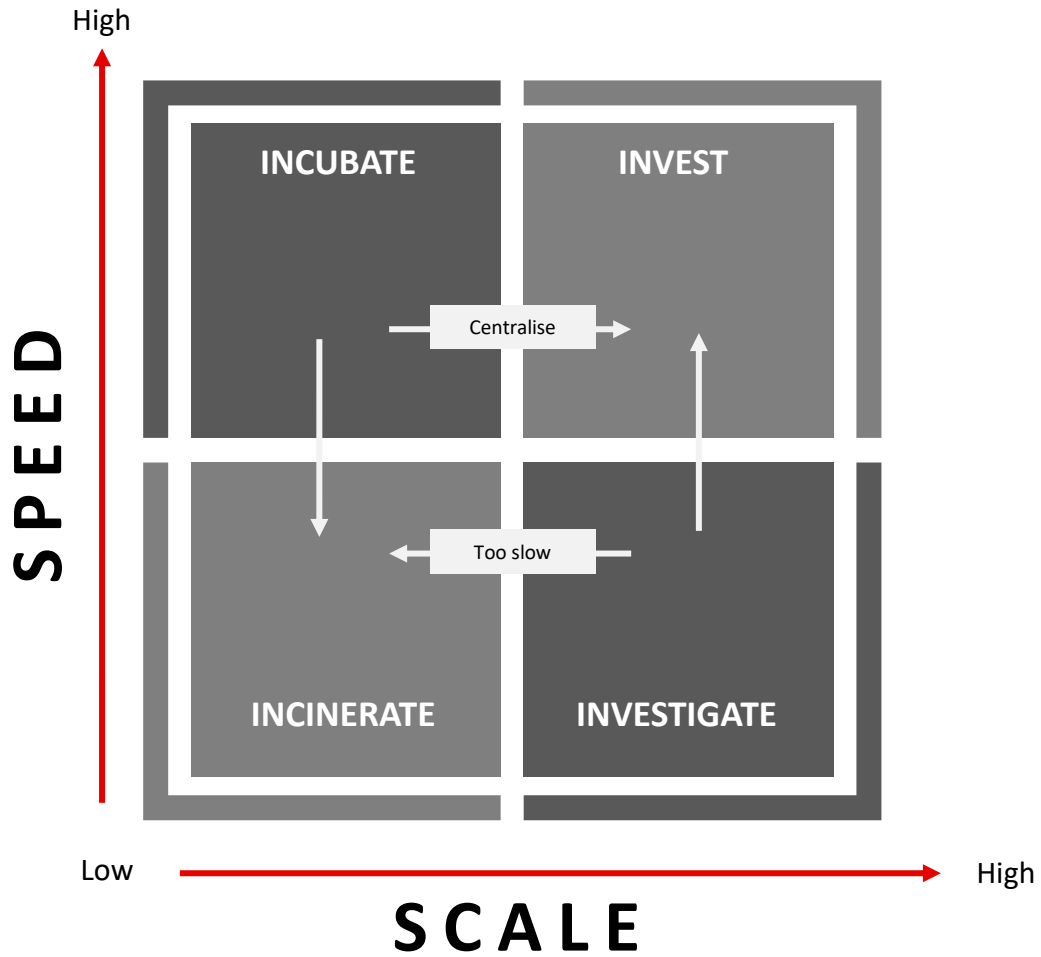 High
INCUBATE
INVEST
Centralise
SPEED
Too slow
INCINERATE
INVESTIGATE
Low
High
SCALE